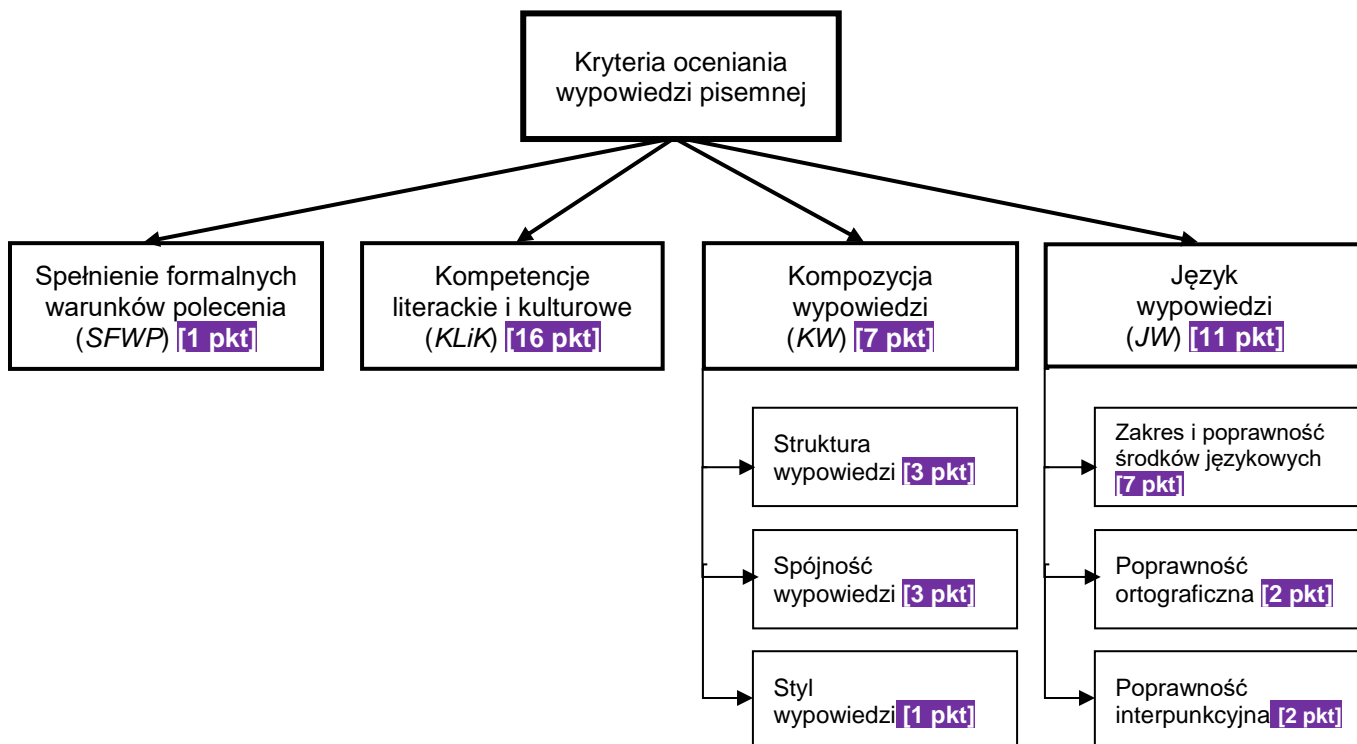 Kryteria oceniania
wypowiedzi pisemnej
Spełnienie formalnych
warunków polecenia
(SFWP) [1 pkt]
Kompetencje
literackie i kulturowe
(KLiK) [16 pkt]
Kompozycja
wypowiedzi
(KW) [7 pkt]
Język
wypowiedzi
(JW) [11 pkt]
Struktura
wypowiedzi [3 pkt]
Spójność
wypowiedzi [3 pkt]
Styl
wypowiedzi [1 pkt]
Zakres i poprawność
środków językowych
[7 pkt]
Poprawność
ortograficzna [2 pkt]
Poprawność
interpunkcyjna [2 pkt]